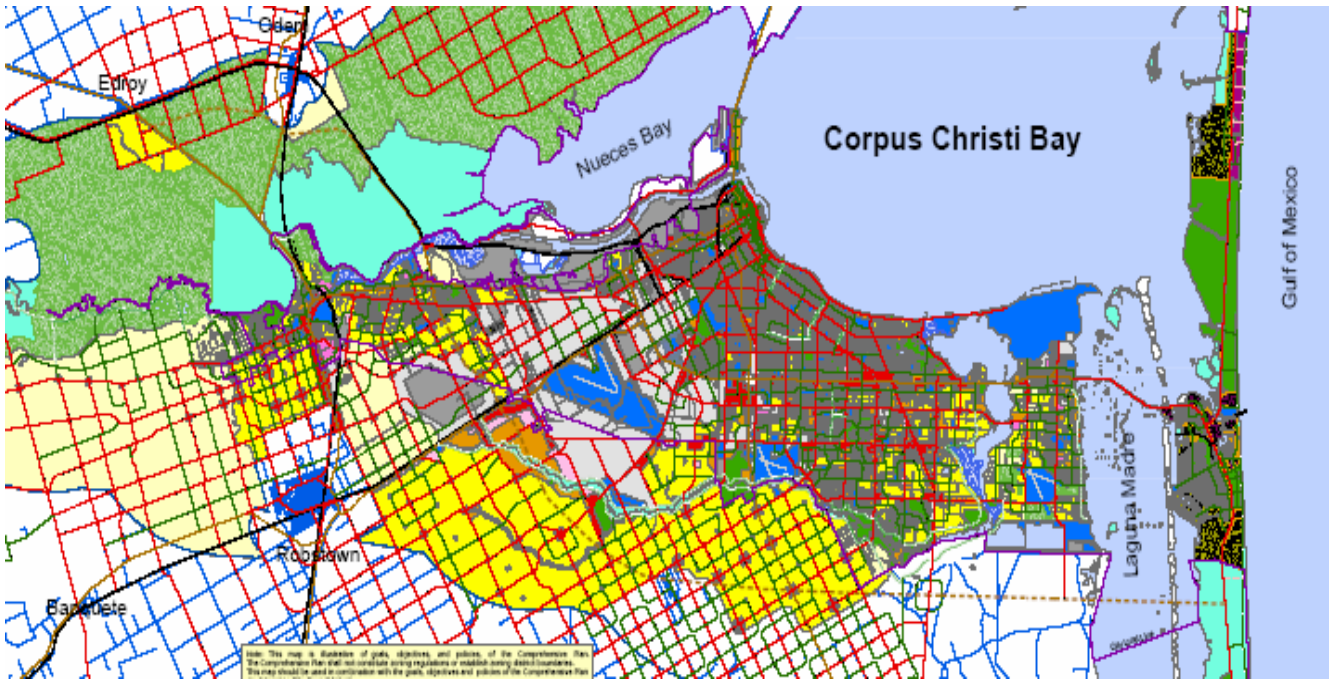 Odem
Edroy
Nueces Bay
Corpus Christi Bay
Gulf of Mexico
Laguna Madre
Robstown
Banquete
Note: This map is illustrative of goals, objectives, and policies, of the Comprehensive Plan.
The Comprehensive Plan shall not constitute zoning regulations or establish zoning district boundaries.
This map should be used in combination with the goals, objectives and policies of the Comprehensive Plan